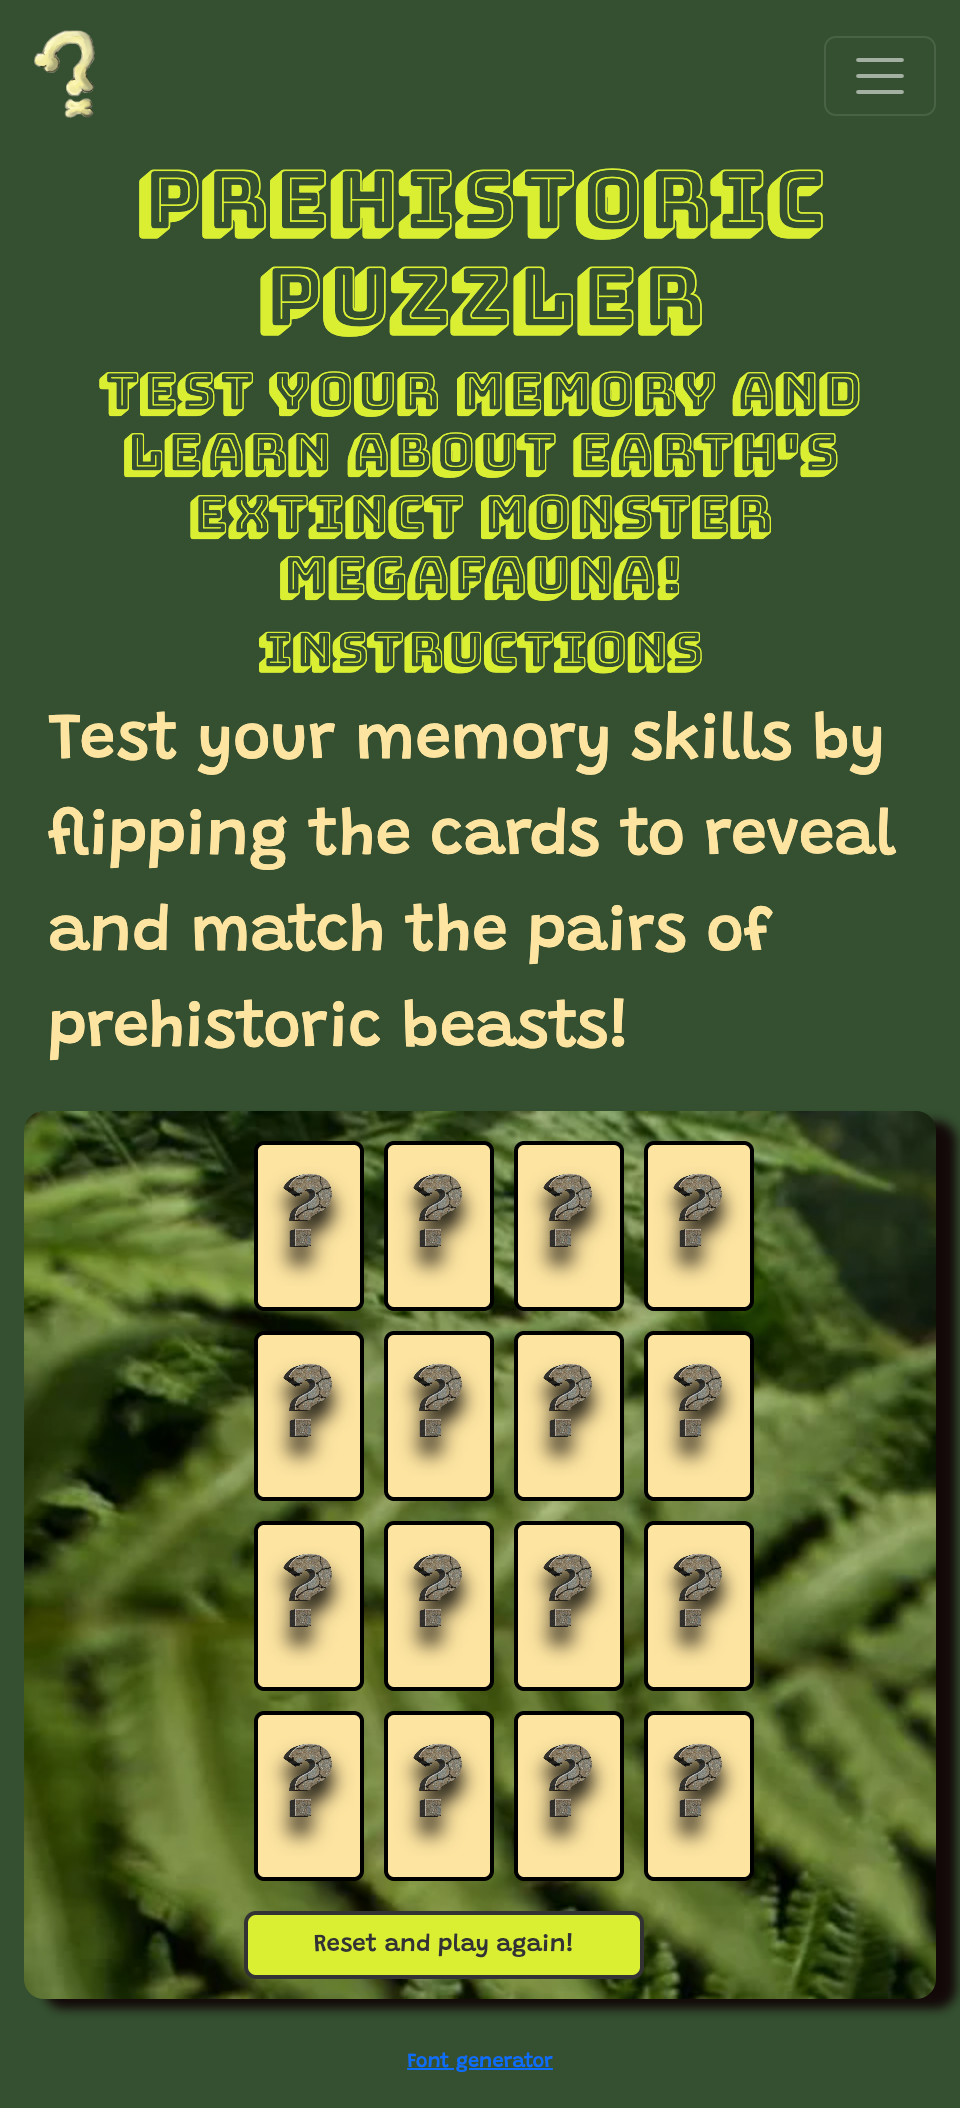 ?
PREHISTORIC
PUZZLER
TEST YOUR MEMORY AND
LEARN ABOUT EARTH'S
EXTINCT MONSTER
MEGAFAUNA!
INSTRUCTIONS
Test your memory skills by
flipping the cards to reveal
and match the pairs of
prehistoric beasts!
? ? ? ?
? ? ? ?
? ? ? ?
? ? ? ?
Reset and play again!
Font generator